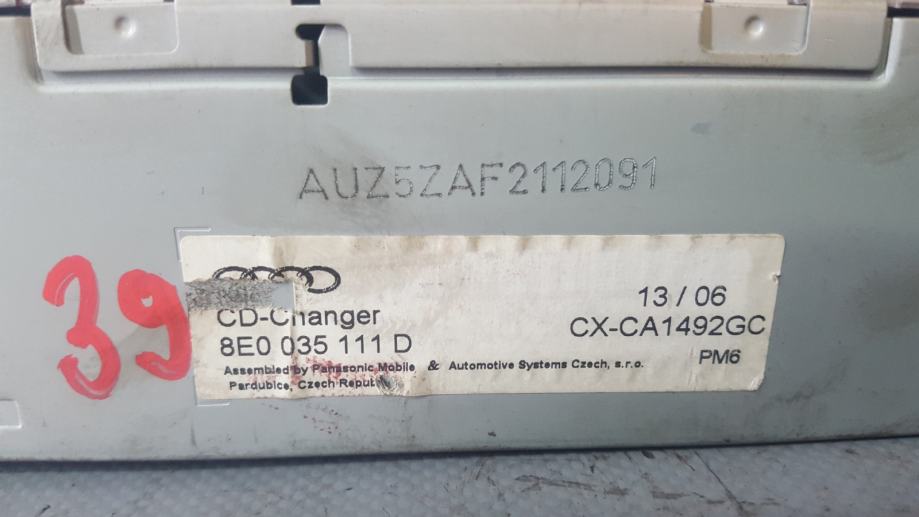 AUZ5ZAF2112091
39
13 / 06
CD-Changer
CX-CA1492GC
8E0 035 111 D
PM6
Assembled by Panasonic Mobile & Automotive Systems Czech, s.r.o.
Pardubice, Czech